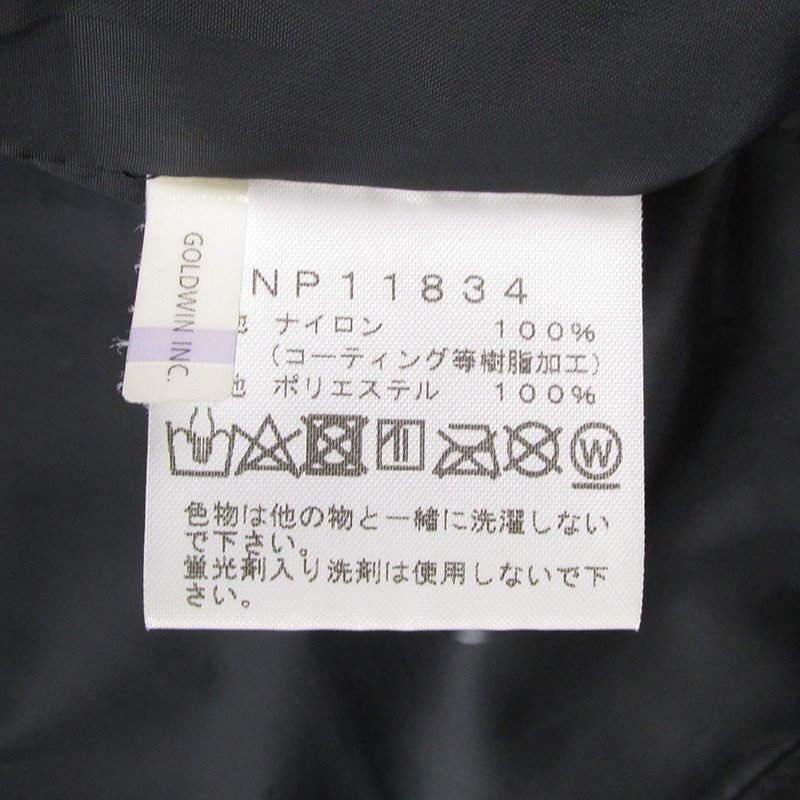 GOLDWIN INC.
NP11834
地 ナイロン 100%
(コーティング等樹脂加工)
地 ポリエステル 100%
W
色物は他の物と一緒に洗濯しない
で下さい。
蛍光剤入り洗剤は使用しないで下
さい。